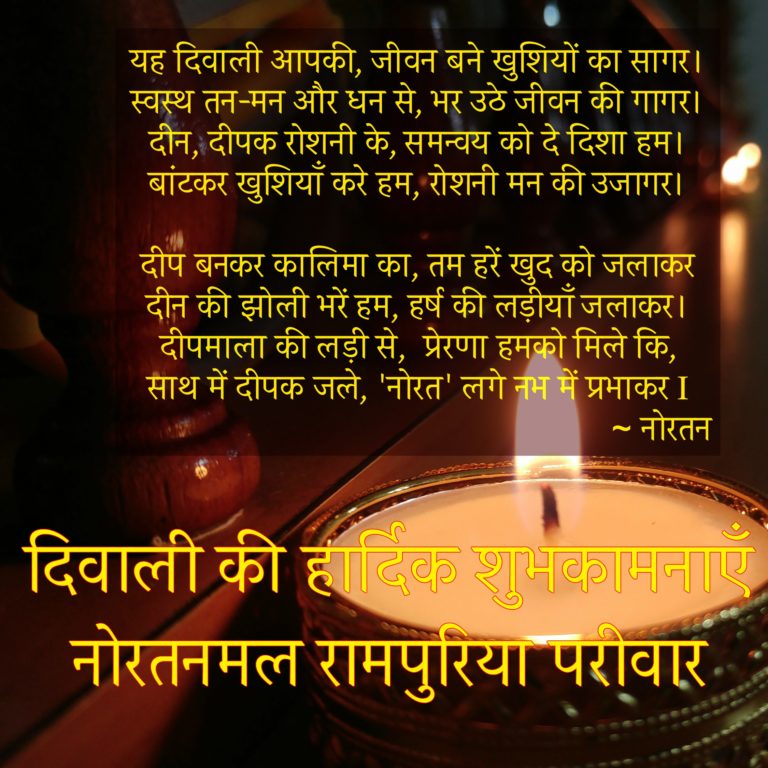 यह दिवाली आपकी, जीवन बने खुशियों का सागर।
स्वस्थ तन-मन और धन से, भर उठे जीवन की गागर।
दीन, दीपक रोशनी के, समन्वय को दे दिशा हम।
बांटकर खुशियाँ करे हम, रोशनी मन की उजागर।
दीप बनकर कालिमा का, तम हरें खुद को जलाकर
दीन की झोली भरें हम, हर्ष की लड़ीयाँ जलाकर।
दीपमाला की लड़ी से, प्रेरणा हमको मिले कि,
साथ में दीपक जले, 'नोरत' लगे नभ में प्रभाकर I
~ नोरतन
दिवाली की हार्दिक शुभकामनाएँ
नोरतनमल रामपुरिया परीवार